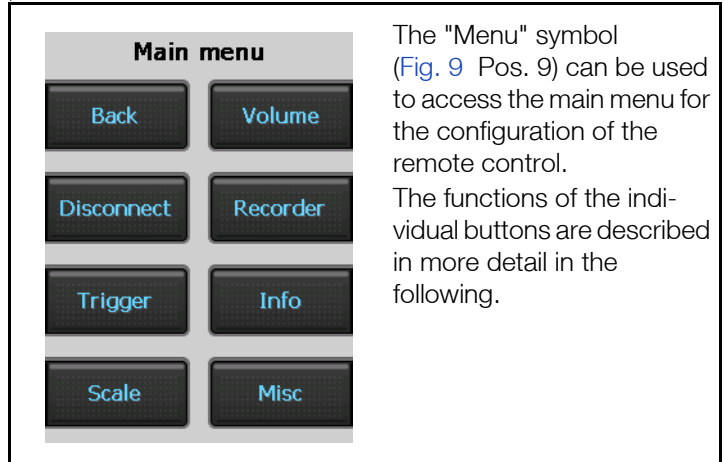 Main menu
Back Volume
Disconnect Recorder
Trigger Info
Scale Misc
The "Menu" symbol
(Fig. 9 Pos. 9) can be used
to access the main menu for
the configuration of the
remote control.
The functions of the indi-
vidual buttons are described
in more detail in the
following.